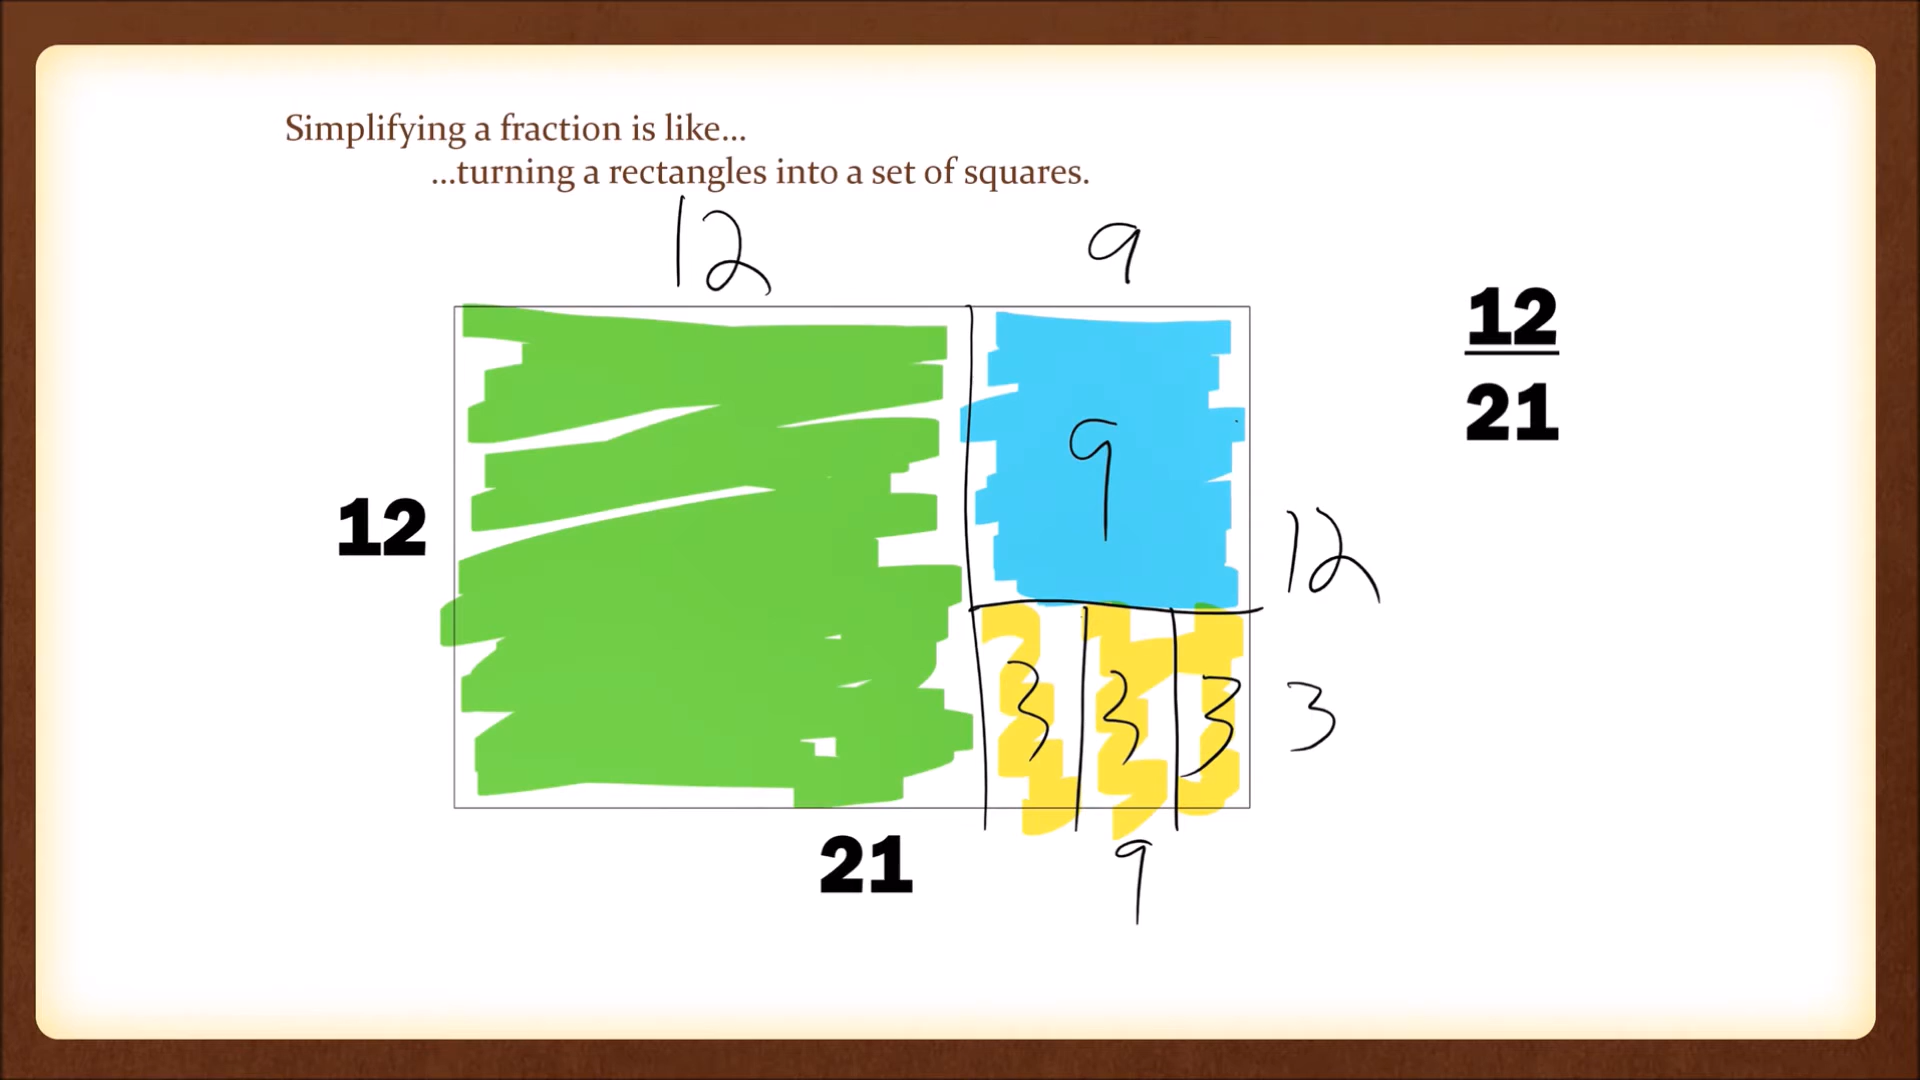 Simplifying a fraction is like...
...turning a rectangles into a set of squares.
12 9
12
21
9
12
12
3 3 3 3
21
9